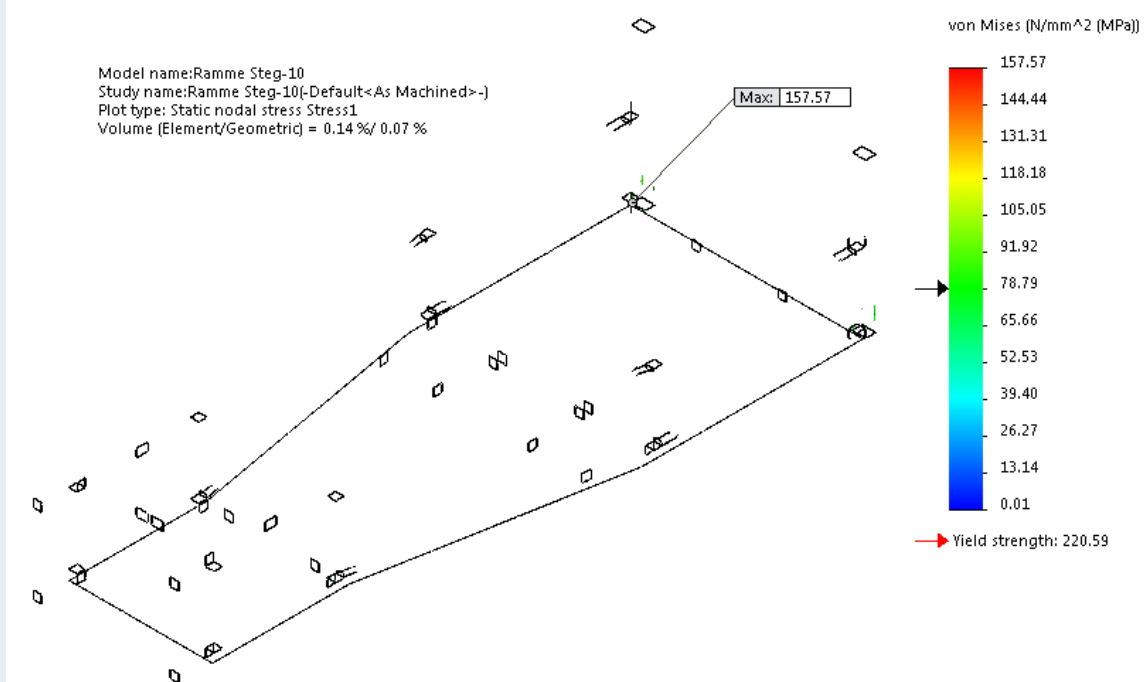 von Mises (N/mm^2 (MPa))
Model name:Ramme Steg-10
Study name:Ramme Steg-10(-Default<As Machined>-)
Plot type: Static nodal stress Stress1
Volume (Element/Geometric) = 0.14 %/ 0.07 %
Max: 157.57
157.57
144.44
131.31
118.18
105.05
91.92
78.79
65.66
52.53
39.40
26.27
13.14
0.01
Yield strength: 220.59